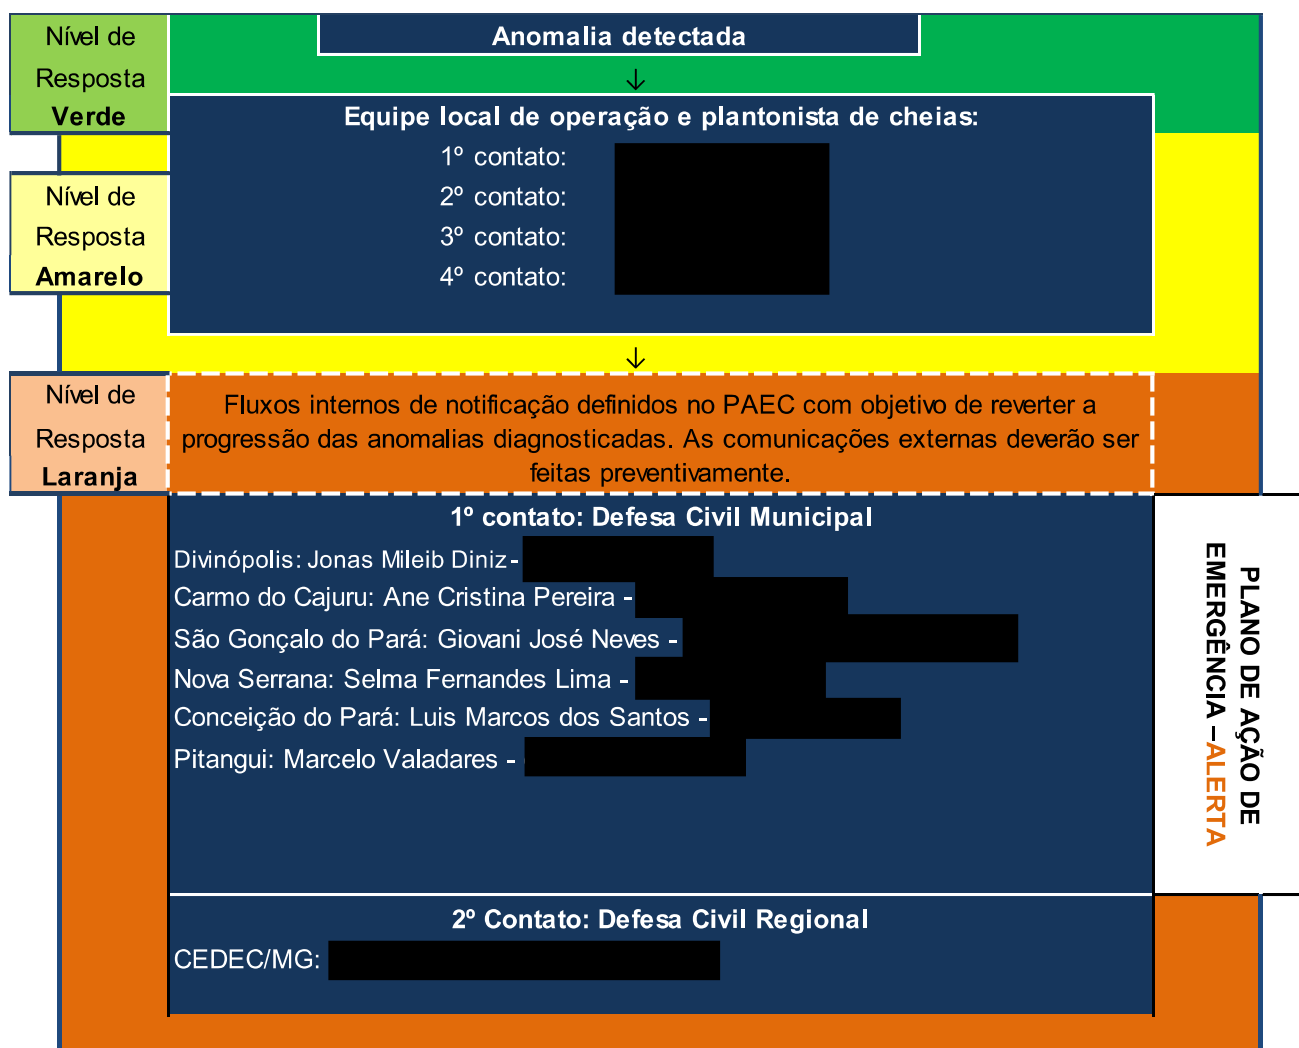 Nível de
Resposta
Verde
Anomalia detectada
↓
Equipe local de operação e plantonista de cheias:
1º contato:
2º contato:
3º contato:
4º contato:
Nível de
Resposta
Amarelo
↓
Nível de
Resposta
Laranja
Fluxos internos de notificação definidos no PAEC com objetivo de reverter a
progressão das anomalias diagnosticadas. As comunicações externas deverão ser
feitas preventivamente.
1º contato: Defesa Civil Municipal
Divinópolis: Jonas Mileib Diniz -
Carmo do Cajuru: Ane Cristina Pereira -
São Gonçalo do Pará: Giovani José Neves -
Nova Serrana: Selma Fernandes Lima -
Conceição do Pará: Luis Marcos dos Santos -
Pitangui: Marcelo Valadares -
PLANO DE AÇÃO DE
EMERGÊNCIA –ALERTA
2º Contato: Defesa Civil Regional
CEDEC/MG: